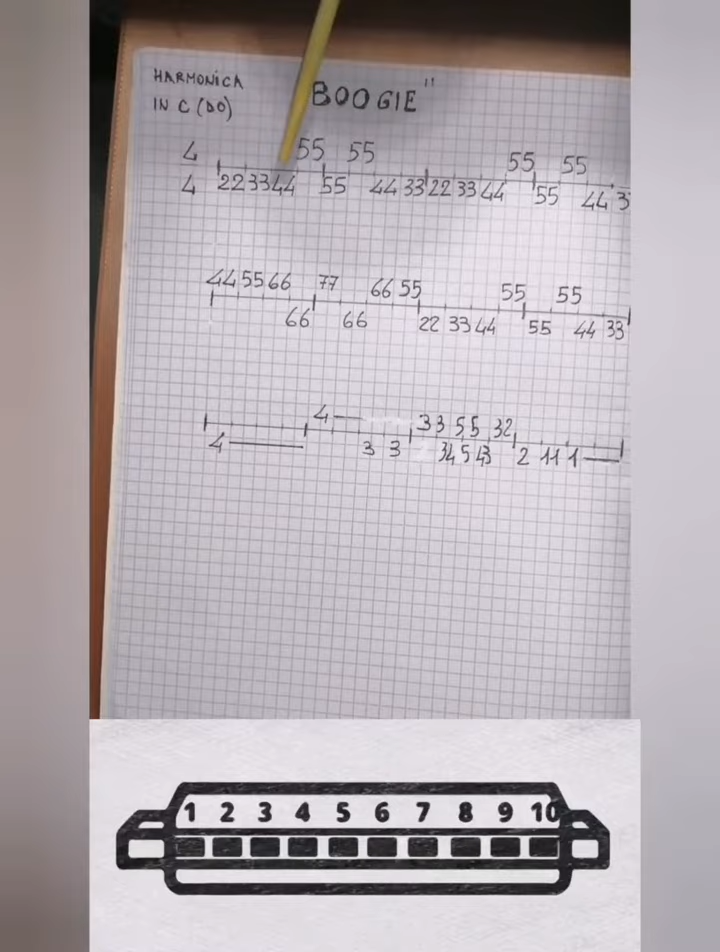 HARMONICA
IN C (DO)
BOOGIE"
4 55 55 55 55
4 22 33 44 55 44 33 22 33 44 55 44 3
44 55 66 77 66 55 55 55
66 66 22 33 44 55 44 33
4 33 55 32
4 3 3 34 5 43 2 11 1
1 2 3 4 5 6 7 8 9 10